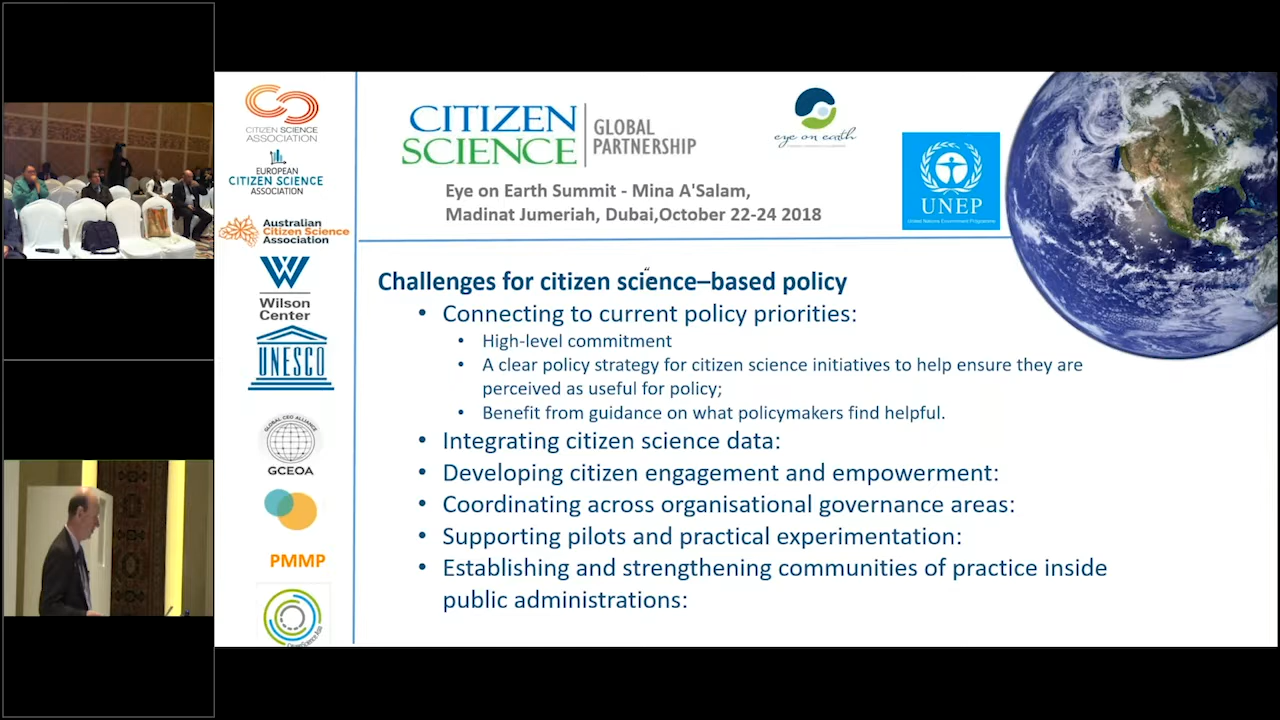 CITIZEN SCIENCE
ASSOCIATION
EUROPEAN
CITIZEN SCIENCE
ASSOCIATION
Australian
Citizen Science
Association
Wilson
Center
UNESCO
GLOBAL CEO ALLIANCE
GCEOA
PMMP
CITIZEN
SCIENCE
GLOBAL
PARTNERSHIP
eye on earth
UNEP
United Nations Environment Programme
Eye on Earth Summit - Mina A'Salam,
Madinat Jumeriah, Dubai,October 22-24 2018
Challenges for citizen science–based policy
• Connecting to current policy priorities:
• High-level commitment
• A clear policy strategy for citizen science initiatives to help ensure they are
perceived as useful for policy;
• Benefit from guidance on what policymakers find helpful.
• Integrating citizen science data:
• Developing citizen engagement and empowerment:
• Coordinating across organisational governance areas:
• Supporting pilots and practical experimentation:
• Establishing and strengthening communities of practice inside
public administrations: